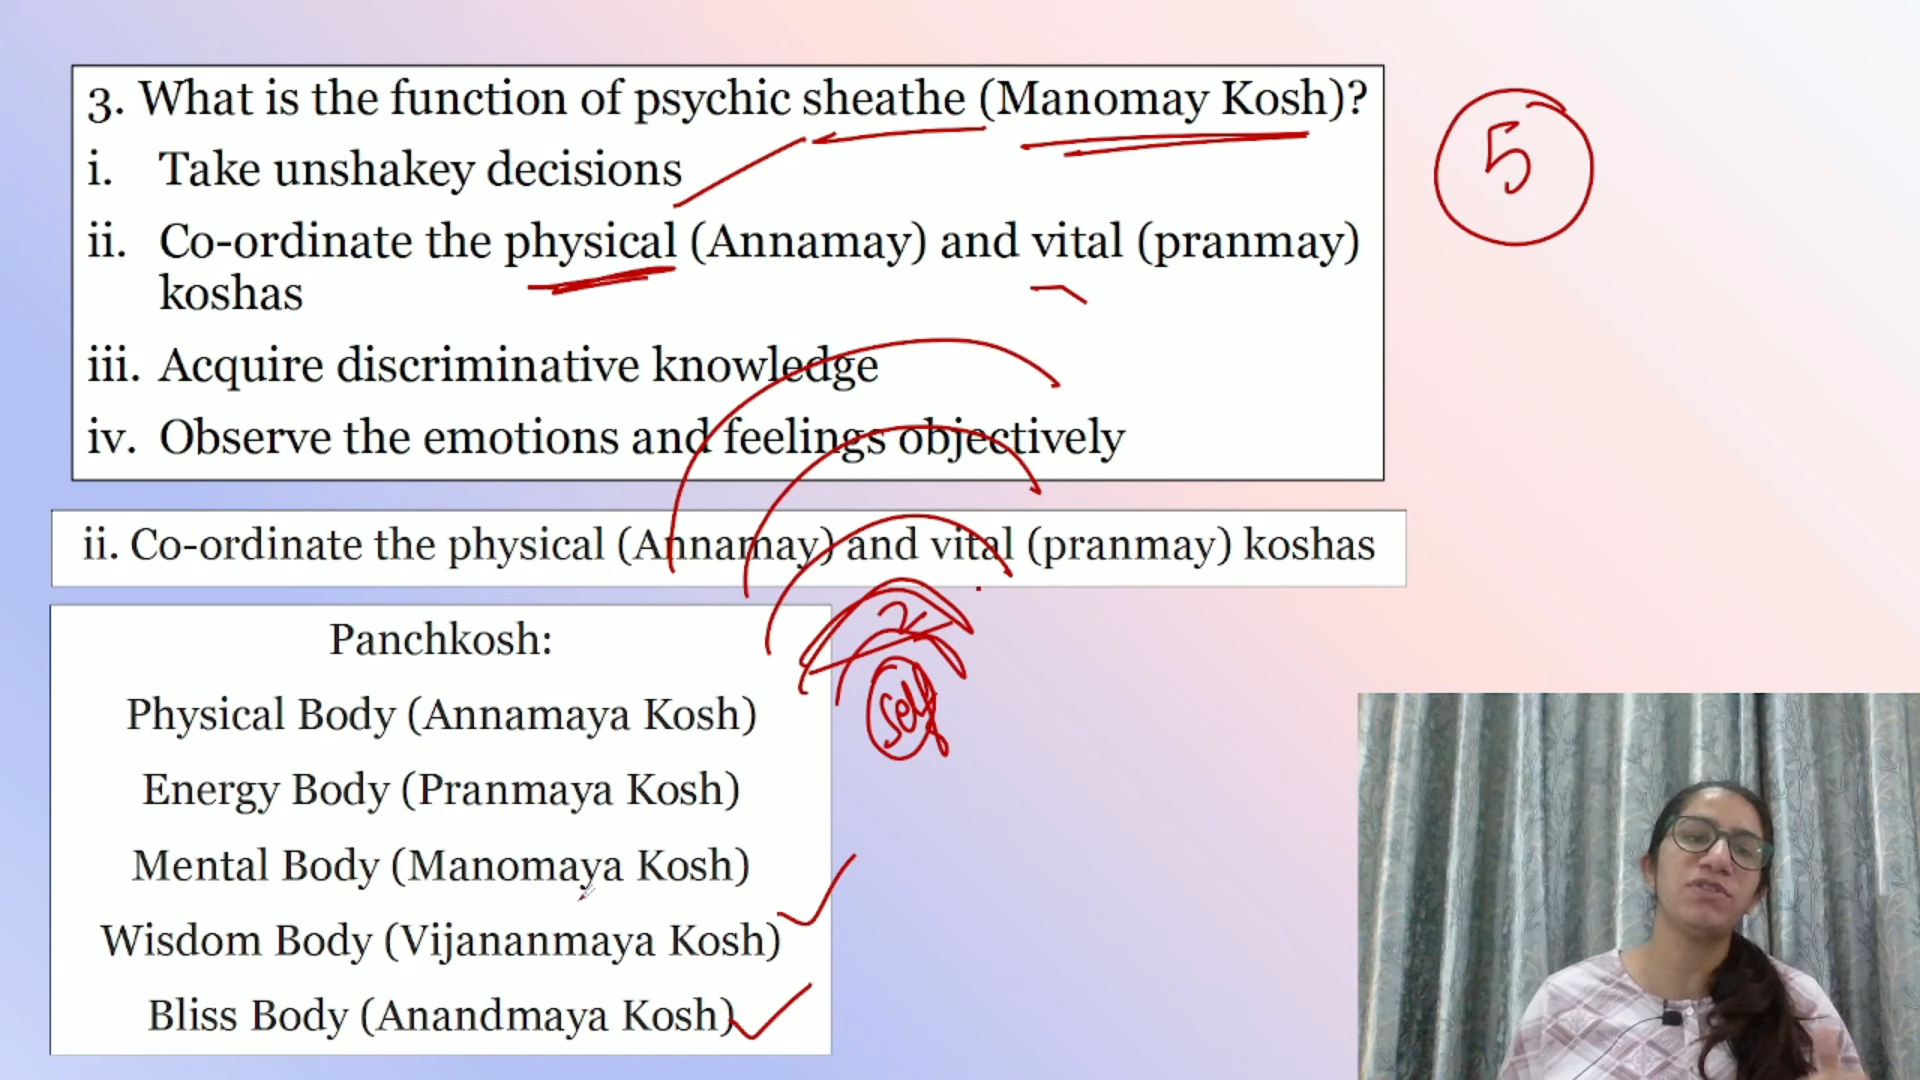 3. What is the function of psychic sheathe (Manomay Kosh)?
i. Take unshakey decisions
ii. Co-ordinate the physical (Annamay) and vital (pranmay)
koshas
iii. Acquire discriminative knowledge
iv. Observe the emotions and feelings objectively
5
ii. Co-ordinate the physical (Annamay) and vital (pranmay) koshas
Panchkosh:
Physical Body (Annamaya Kosh)
Energy Body (Pranmaya Kosh)
Mental Body (Manomaya Kosh)
Wisdom Body (Vijananmaya Kosh)
Bliss Body (Anandmaya Kosh)
Self